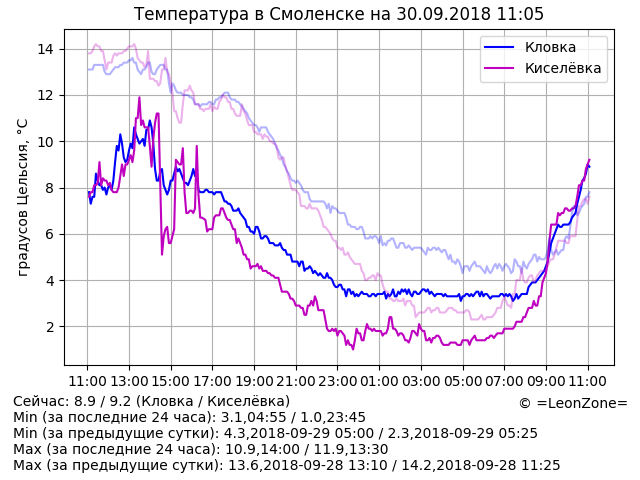 Температура в Смоленске на 30.09.2018 11:05
градусов Цельсия, °C
14
12
10
8
6
4
2
Кловка
Киселёвка
11:00 13:00 15:00 17:00 19:00 21:00 23:00 01:00 03:00 05:00 07:00 09:00 11:00
Сейчас: 8.9 / 9.2 (Кловка / Киселёвка)
© =LeonZone=
Min (за последние 24 часа): 3.1,04:55 / 1.0,23:45
Min (за предыдущие сутки): 4.3,2018-09-29 05:00 / 2.3,2018-09-29 05:25
Max (за последние 24 часа): 10.9,14:00 / 11.9,13:30
Max (за предыдущие сутки): 13.6,2018-09-28 13:10 / 14.2,2018-09-28 11:25